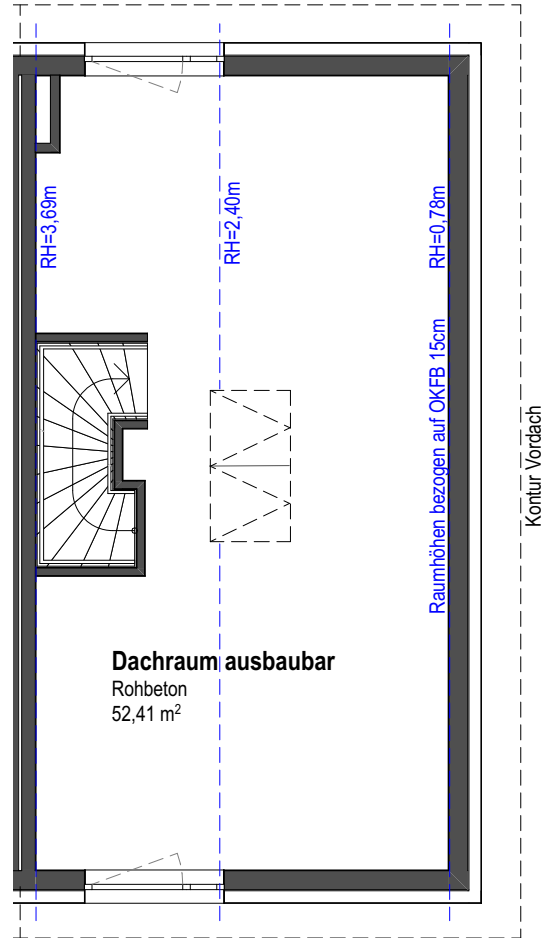 RH=3,69m
RH=2,40m
RH=0,78m
Raumhöhen bezogen auf OKFB 15cm
Kontur Vordach
Dachraum ausbaubar
Rohbeton
52,41 m²